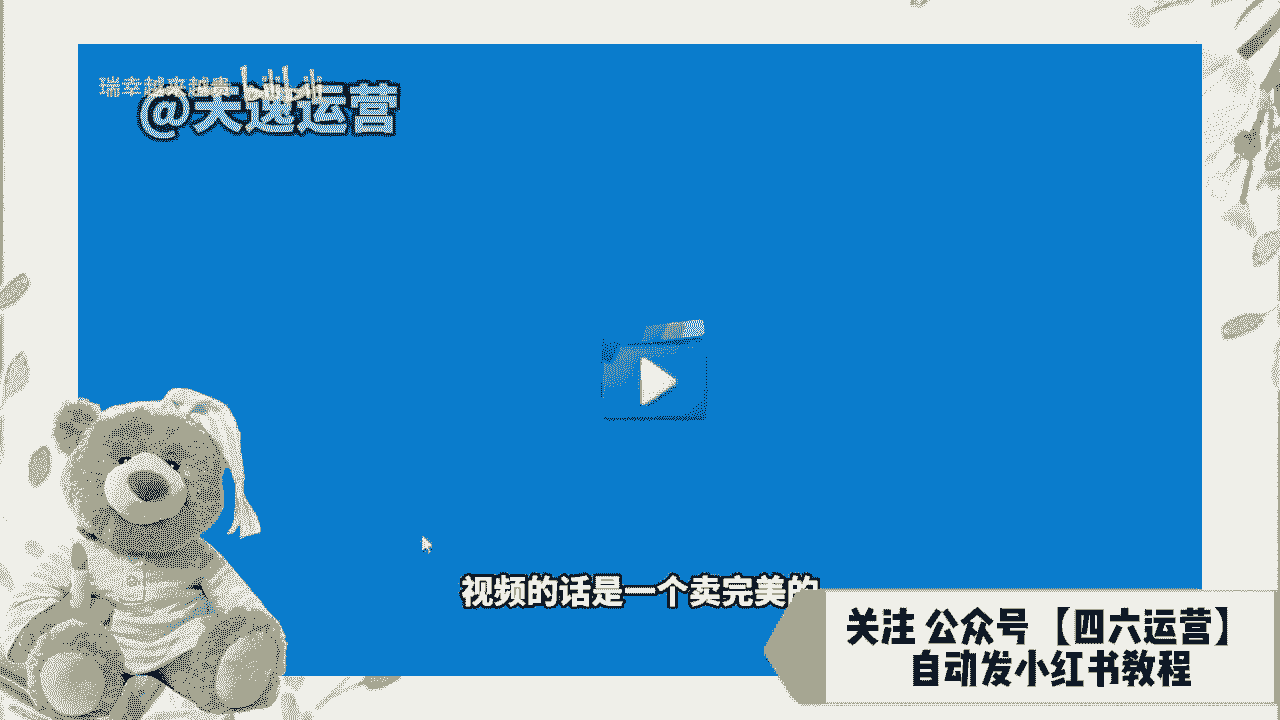 瑞幸越来越贵 bilibili
@天逸运营
视频的话是一个卖完美的
关注 公众号 【四六运营】
自动发小红书教程